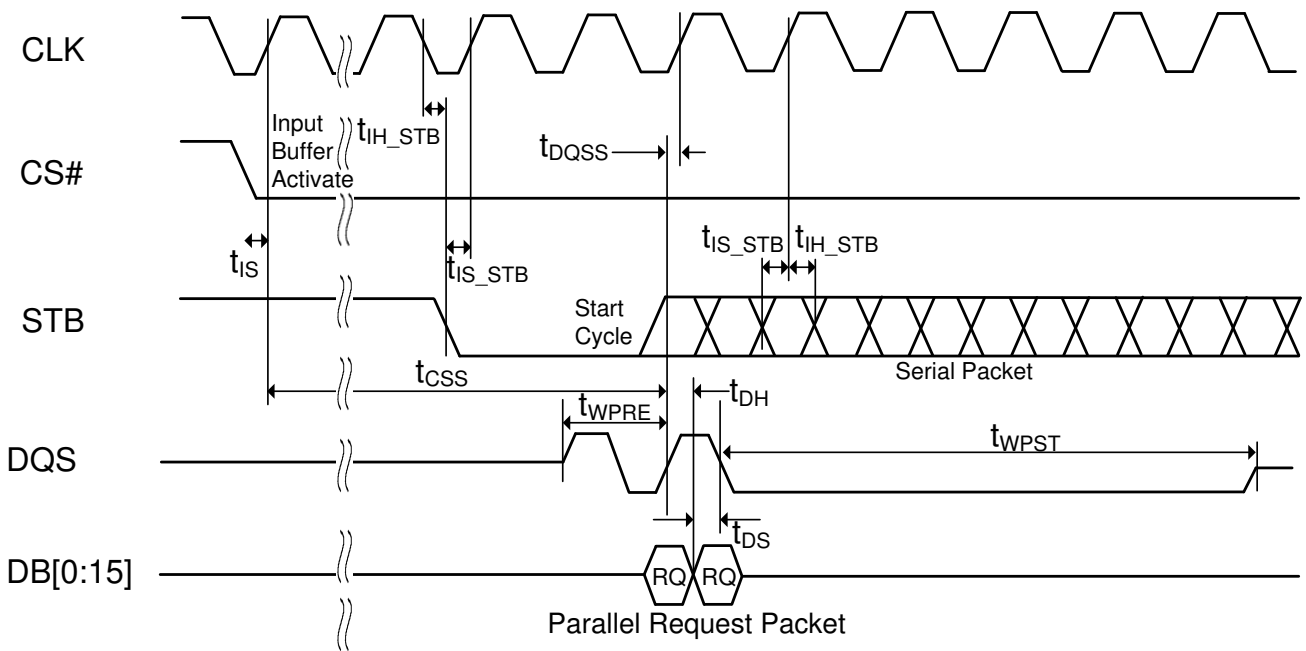 CLK
Input
Buffer
Activate
tIH_STB
tDQSS
CS#
tIS
tIS_STB
tIS_STB
tIH_STB
STB
Start
Cycle
Serial Packet
tCSS
tDH
tWPRE
tWPST
DQS
tDS
DB[0:15]
RQ
RQ
Parallel Request Packet